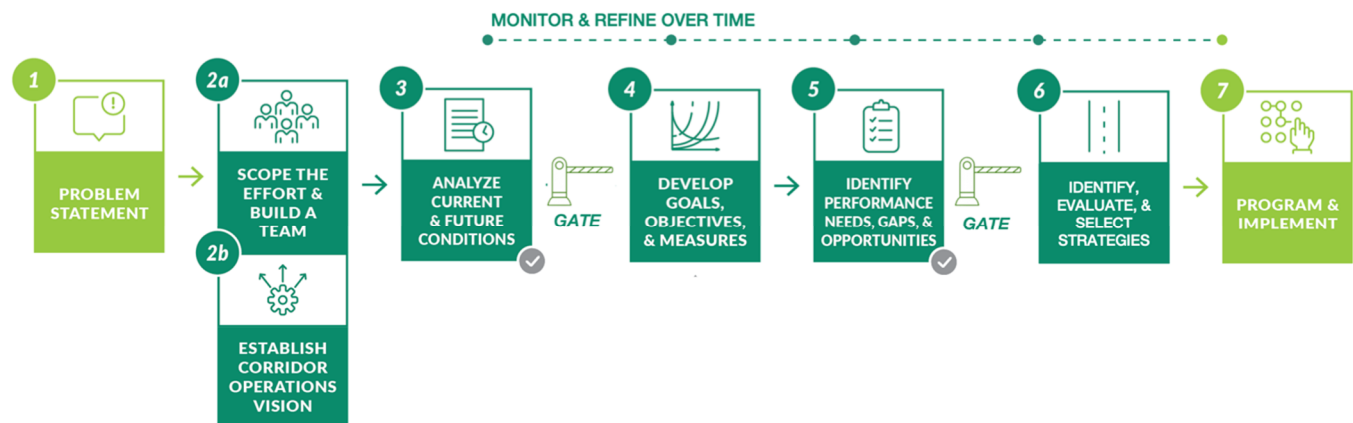 MONITOR & REFINE OVER TIME
1
PROBLEM
STATEMENT
2a
SCOPE THE
EFFORT &
BUILD A
TEAM
2b
ESTABLISH
CORRIDOR
OPERATIONS
VISION
3
ANALYZE
CURRENT
& FUTURE
CONDITIONS
GATE
4
DEVELOP
GOALS,
OBJECTIVES,
& MEASURES
5
IDENTIFY
PERFORMANCE
NEEDS, GAPS, &
OPPORTUNITIES
GATE
6
IDENTIFY,
EVALUATE, &
SELECT
STRATEGIES
7
PROGRAM &
IMPLEMENT